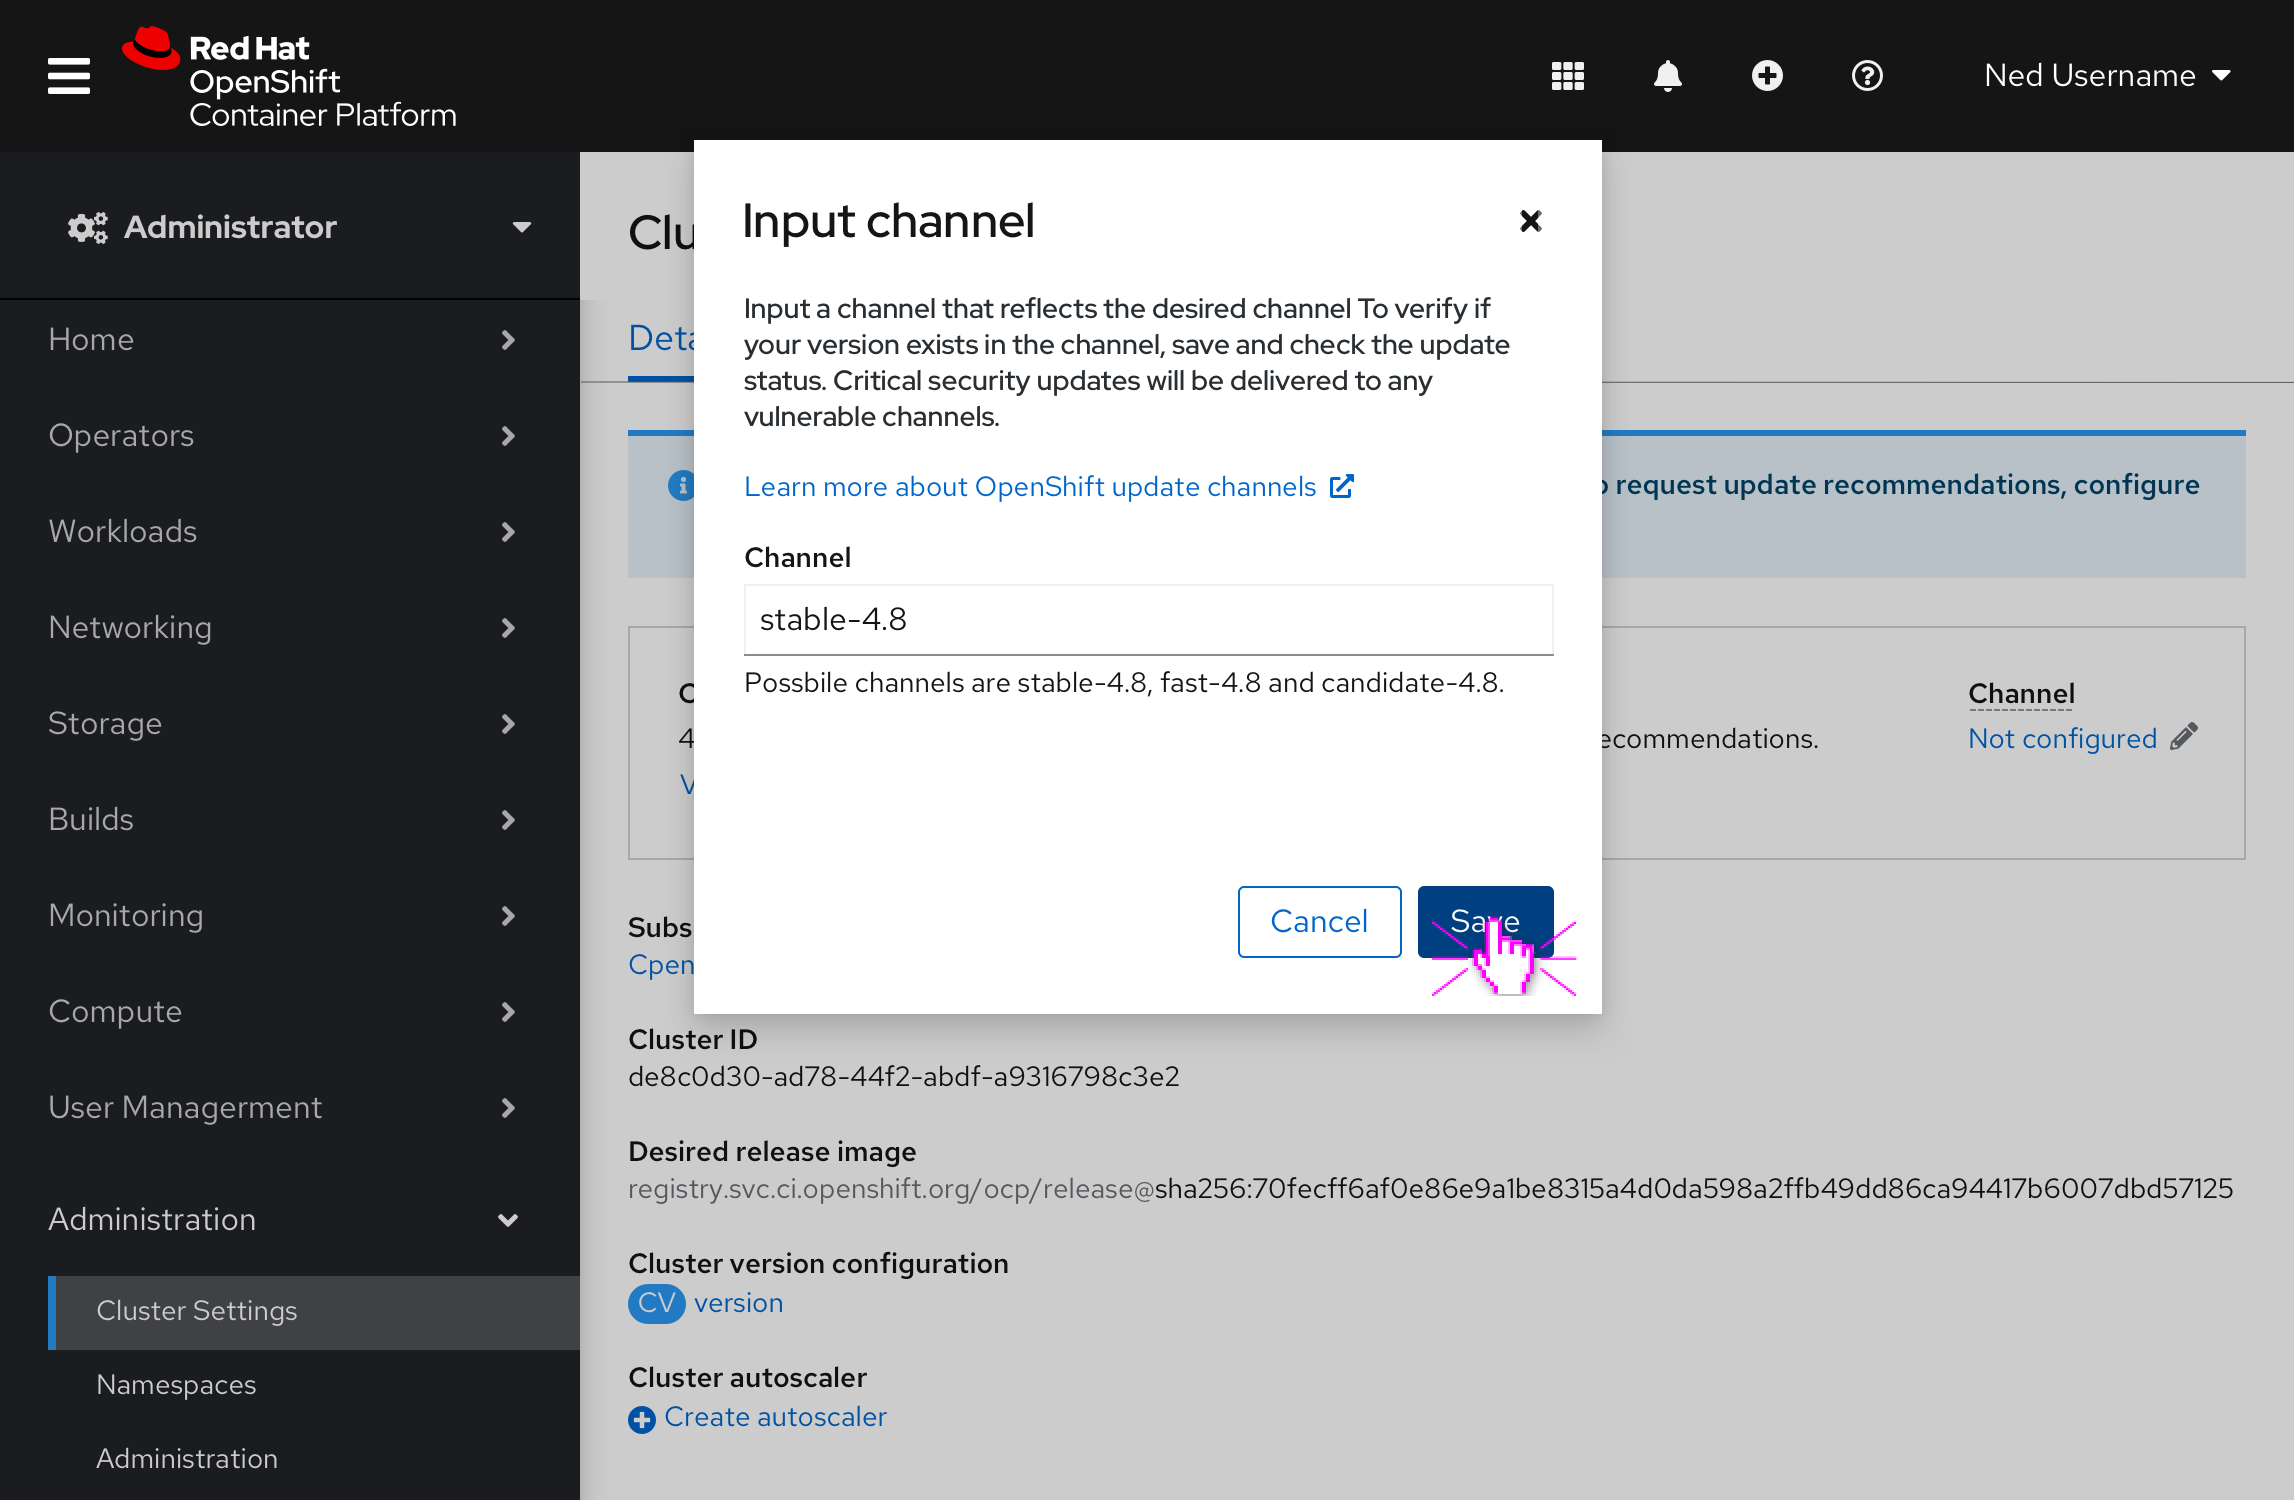 Red Hat
OpenShift
Container Platform
Ned Username
Administrator
Home
Operators
Workloads
Networking
Storage
Builds
Monitoring
Compute
User Managerment
Administration
Cluster Settings
Namespaces
Administration
Clu
Deta
request update recommendations, configure
4
ecommendations.
Channel
Not configured
Subs
Cpen
Cluster ID
de8c0d30-ad78-44f2-abdf-a9316798c3e2
Desired release image
registry.svc.ci.openshift.org/ocp/release@sha256:70fecff6af0e86e9a1be8315a4d0da598a2ffb49dd86ca94417b6007dbd57125
Cluster version configuration
CV version
Cluster autoscaler
Create autoscaler
Input channel
Input a channel that reflects the desired channel To verify if
your version exists in the channel, save and check the update
status. Critical security updates will be delivered to any
vulnerable channels.
Learn more about OpenShift update channels
Channel
stable-4.8
Possbile channels are stable-4.8, fast-4.8 and candidate-4.8.
Cancel
Save